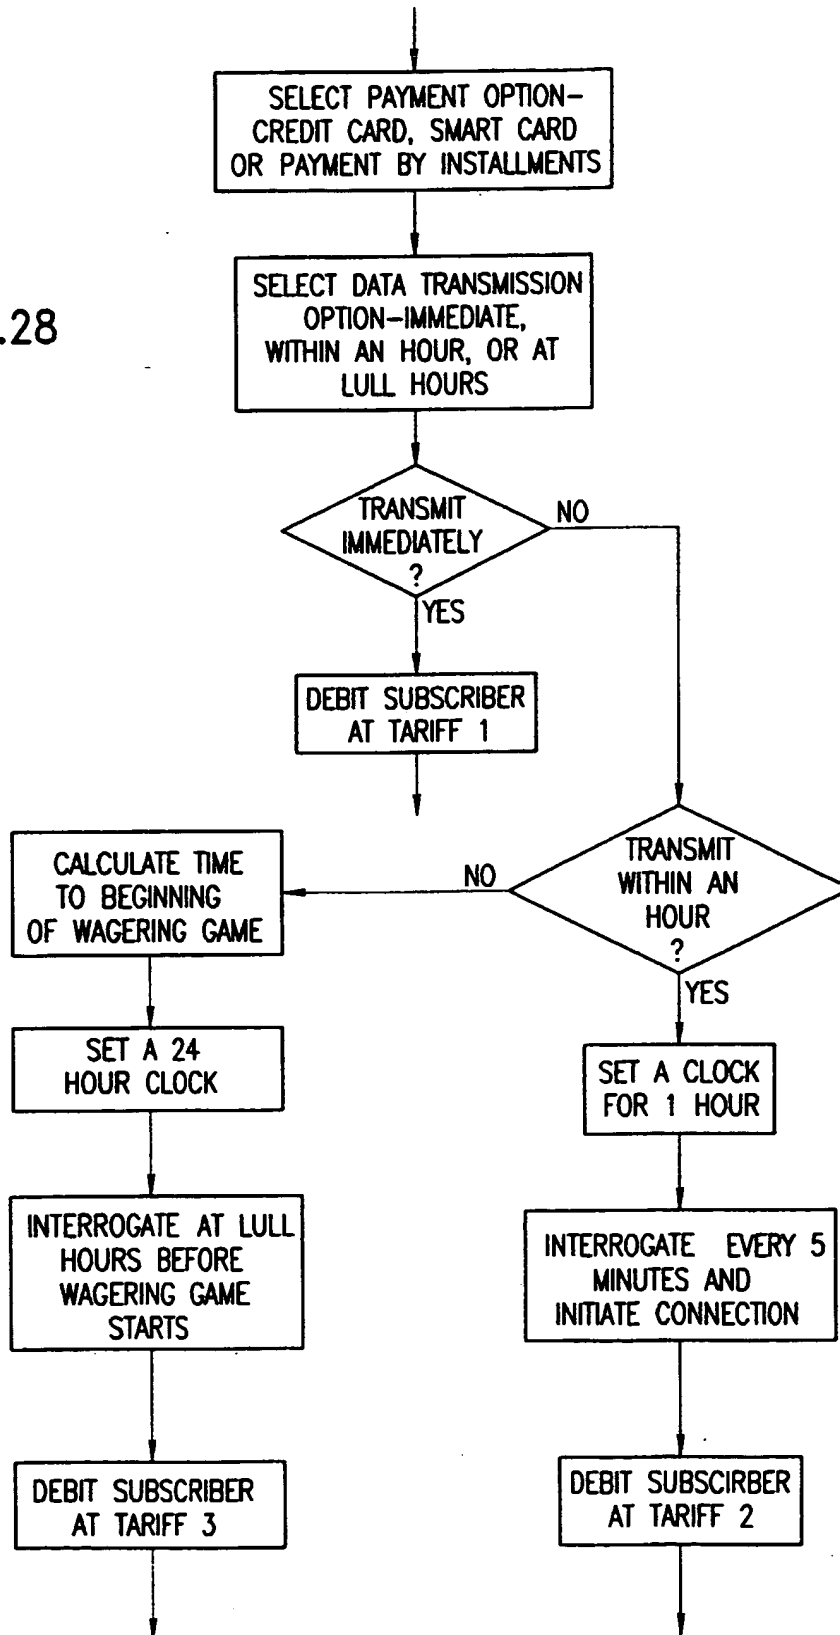 SELECT PAYMENT OPTION-
CREDIT CARD, SMART CARD
OR PAYMENT BY INSTALLMENTS
SELECT DATA TRANSMISSION
OPTION-IMMEDIATE,
WITHIN AN HOUR, OR AT
LULL HOURS
.28
TRANSMIT
IMMEDIATELY
?
NO
YES
DEBIT SUBSCRIBER
AT TARIFF 1
TRANSMIT
WITHIN AN
HOUR
?
NO
YES
CALCULATE TIME
TO BEGINNING
OF WAGERING GAME
SET A 24
HOUR CLOCK
SET A CLOCK
FOR 1 HOUR
INTERROGATE AT LULL
HOURS BEFORE
WAGERING GAME
STARTS
INTERROGATE EVERY 5
MINUTES AND
INITIATE CONNECTION
DEBIT SUBSCRIBER
AT TARIFF 3
DEBIT SUBSCIRBER
AT TARIFF 2